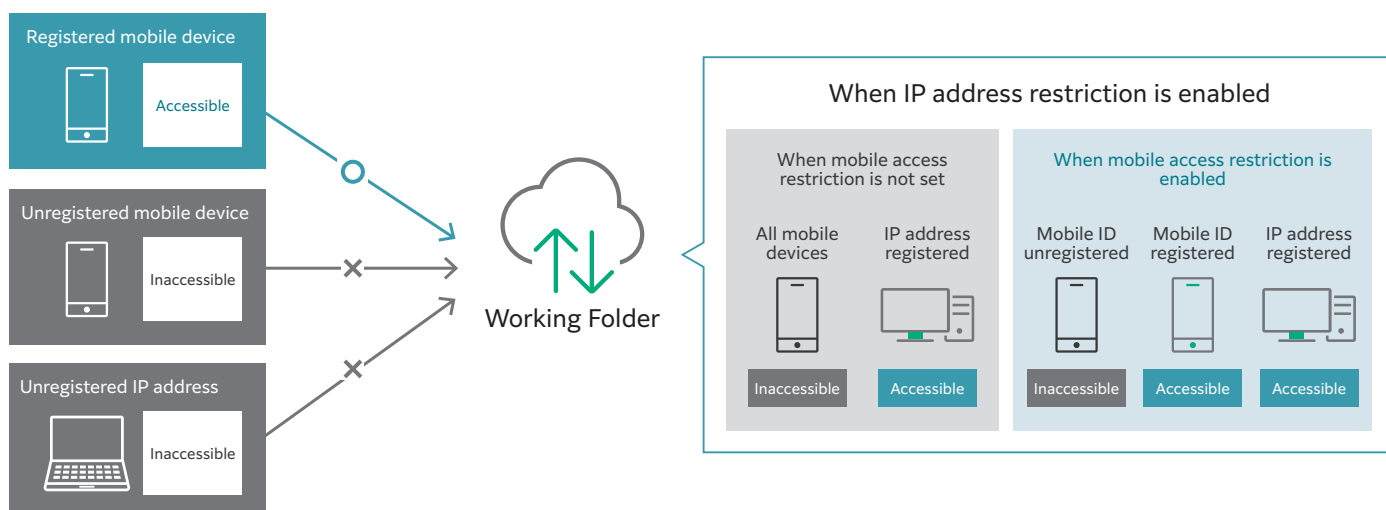 Registered mobile device
Accessible
Unregistered mobile device
Inaccessible
Unregistered IP address
Inaccessible
Working Folder
When IP address restriction is enabled
When mobile access
restriction is not set
All mobile
devices
Inaccessible
IP address
registered
Accessible
When mobile access restriction is
enabled
Mobile ID
unregistered
Inaccessible
Mobile ID
registered
Accessible
IP address
registered
Accessible